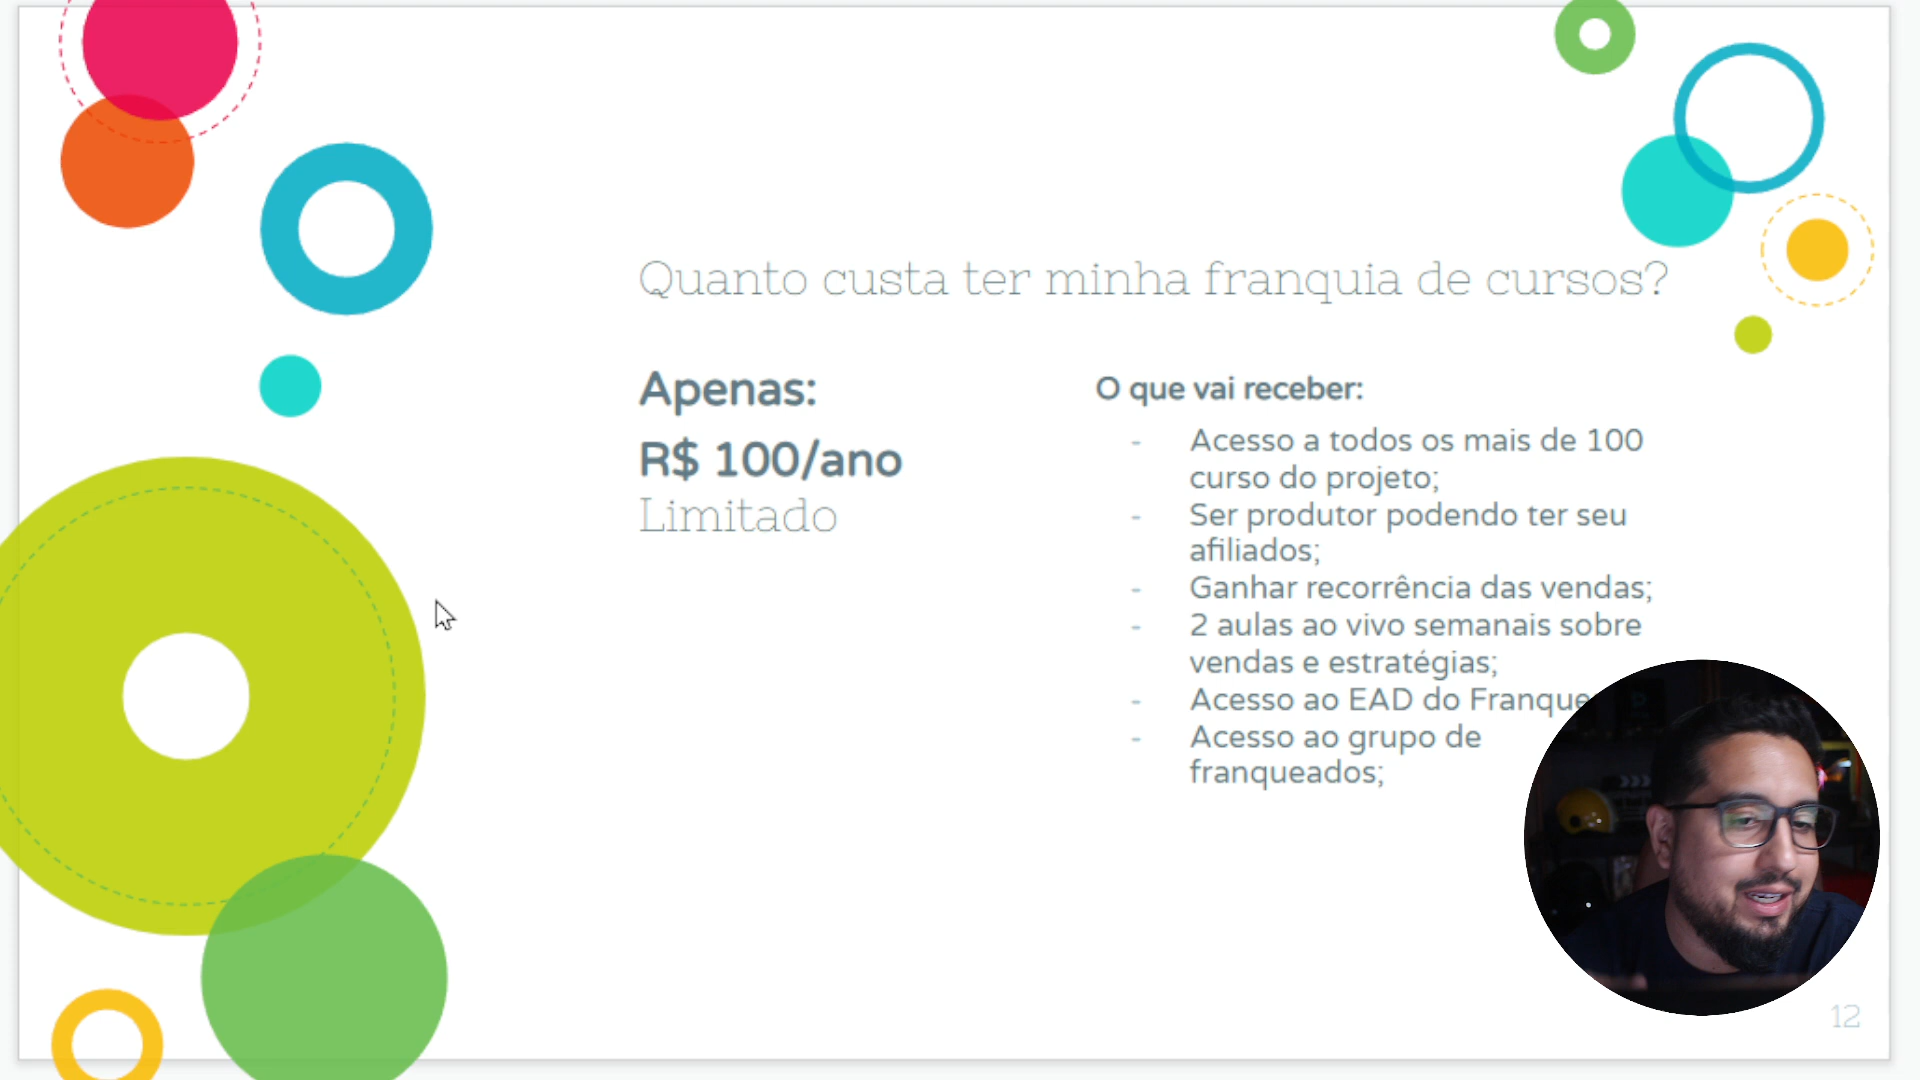 Quanto custa ter minha franquia de cursos?
Apenas:
R$ 100/ano
Limitado
O que vai receber:
- Acesso a todos os mais de 100
curso do projeto;
- Ser produtor podendo ter seu
afiliados;
- Ganhar recorrência das vendas;
- 2 aulas ao vivo semanais sobre
vendas e estratégias;
- Acesso ao EAD do
- Acesso ao grupo de
franqueados;
12